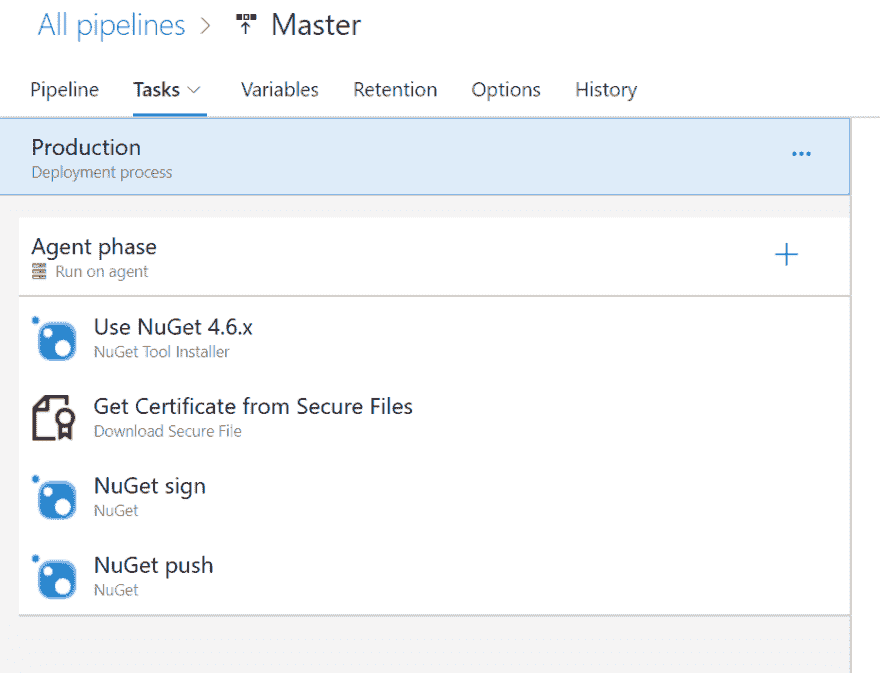 All pipelines > Master
Pipeline Tasks Variables Retention Options History
Production
Deployment process
Agent phase
Run on agent
Use NuGet 4.6.x
NuGet Tool Installer
Get Certificate from Secure Files
Download Secure File
NuGet sign
NuGet
NuGet push
NuGet